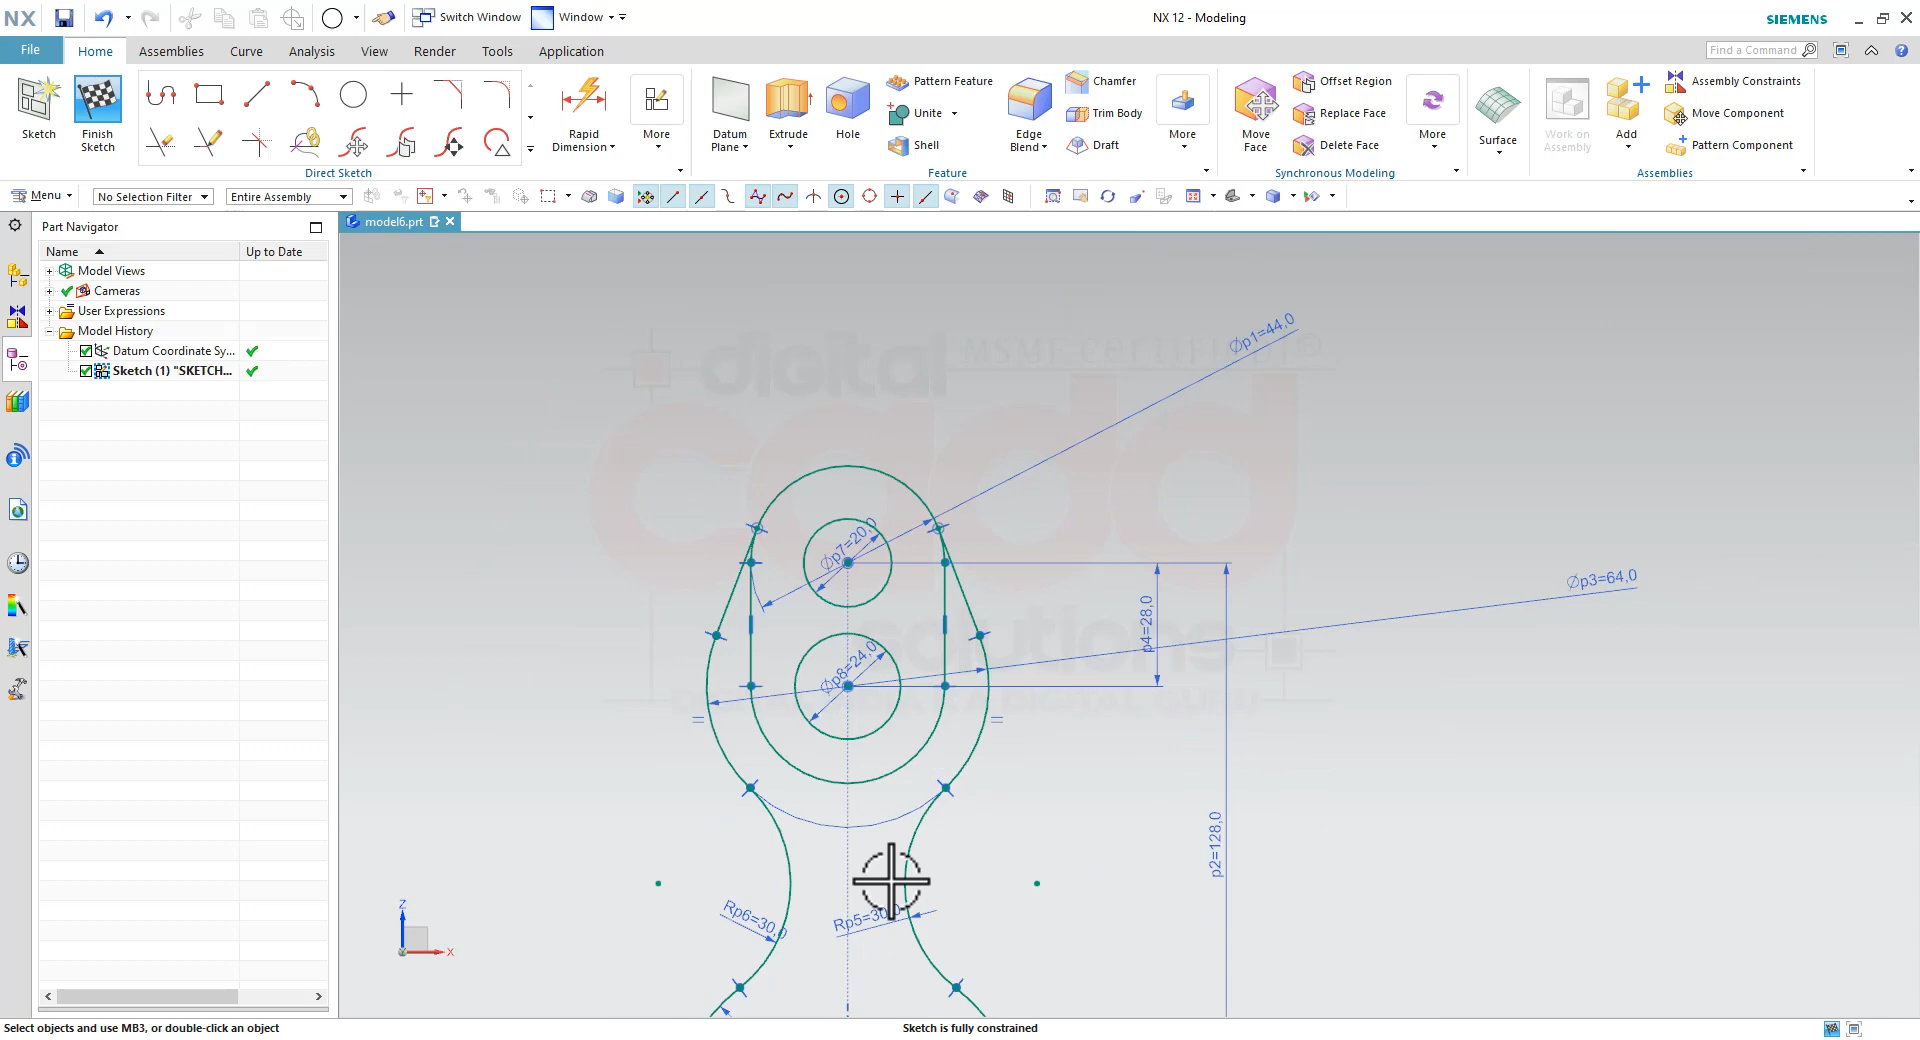 NX
Switch Window
Window
NX 12 - Modeling
SIEMENS
File
Home
Assemblies
Curve
Analysis
View
Render
Tools
Application
Find a Command
Sketch
Finish
Sketch
Direct Sketch
Rapid
Dimension
More
Datum
Plane
Extrude
Hole
Pattern Feature
Unite
Shell
Edge
Blend
Chamfer
Trim Body
Draft
More
Feature
Move
Face
Offset Region
Replace Face
Delete Face
More
Synchronous Modeling
Surface
Work on
Assembly
Add
Assembly Constraints
Move Component
Pattern Component
Assemblies
Menu
No Selection Filter
Entire Assembly
Part Navigator
model6.prt
Name
Up to Date
Model Views
Cameras
User Expressions
Model History
Datum Coordinate Sy...
Sketch (1) "SKETCH...
digital
cadd
solutions
Øp1=44,0
Øp7=20,0
Øp3=64,0
p4=28,0
Øp8=24,0
p2=128,0
Rp6=30,0
Rp5=30,0
Z
X
Y
Select objects and use MB3, or double-click an object
Sketch is fully constrained